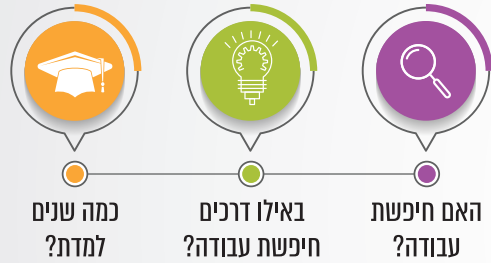 האם חיפשת
עבודה?
באילו דרכים
חיפשת עבודה?
כמה שנים
למדת?